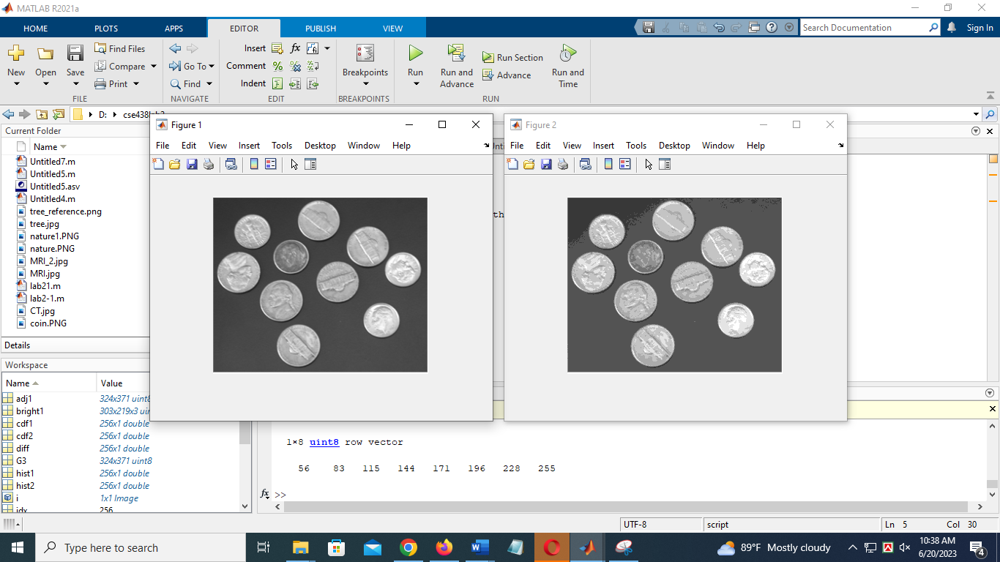 MATLAB R2021a
HOME PLOTS APPS EDITOR PUBLISH VIEW
Search Documentation Sign In
New Open Save Find Files Compare Print
FILE
Go To Find
NAVIGATE
Insert fx
Comment
Indent
EDIT
Breakpoints
BREAKPOINTS
Run Run and Advance Run Section Advance Run and Time
RUN
D: cse438
Current Folder
Name
Untitled7.m
Untitled5.m
Untitled5.asv
Untitled4.m
tree_reference.png
tree.jpg
nature1.PNG
nature.PNG
MRI_2.jpg
MRI.jpg
lab21.m
lab2-1.m
CT.jpg
coin.PNG
Details
Workspace
Name Value
adj1 324x371 uint8
bright1 303x219x3 ui
cdf1 256x1 double
cdf2 256x1 double
diff 256x1 double
G3 324x371 uint8
hist1 256x1 double
hist2 256x1 double
i 1x1 Image
idx 256
Figure 1
File Edit View Insert Tools Desktop Window Help
Figure 2
File Edit View Insert Tools Desktop Window Help
th
1×8 uint8 row vector
56 83 115 144 171 196 228 255
fx >>
UTF-8 script Ln 5 Col 30
Type here to search
89°F Mostly cloudy
10:38 AM
6/20/2023
4